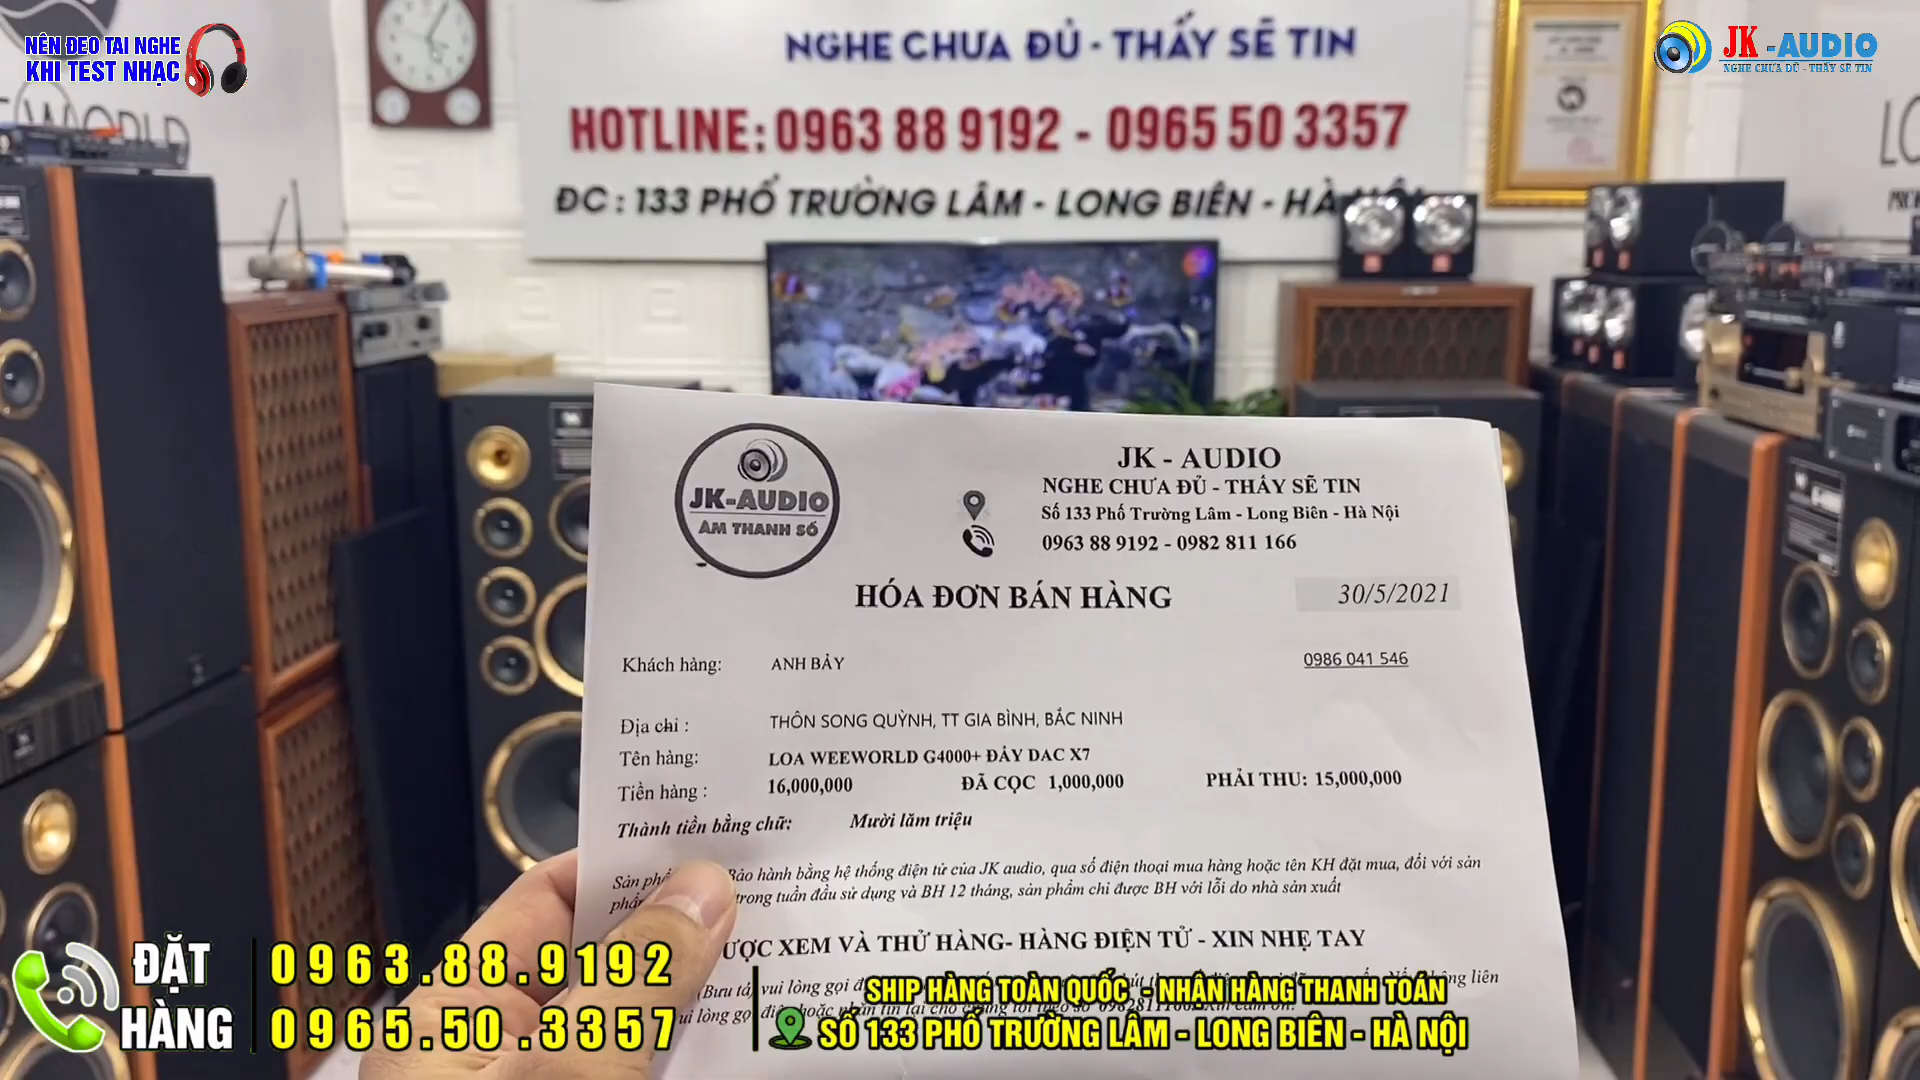 NÊN ĐEO TAI NGHE
KHI TEST NHẠC
JK -AUDIO
NGHE CHƯA ĐỦ - THẤY SẼ TIN
NGHE CHƯA ĐỦ - THẤY SẼ TIN
HOTLINE: 0963 88 9192 - 0965 50 3357
ĐC : 133 PHỐ TRƯỜNG LÂM - LONG BIÊN - HÀ NỘI
JK-AUDIO
ÂM THANH SỐ
JK - AUDIO
NGHE CHƯA ĐỦ - THẤY SẼ TIN
Số 133 Phố Trường Lâm - Long Biên - Hà Nội
0963 88 9192 - 0982 811 166
HÓA ĐƠN BÁN HÀNG
30/5/2021
Khách hàng: ANH BẢY 0986 041 546
Địa chỉ : THÔN SONG QUỲNH, TT GIA BÌNH, BẮC NINH
Tên hàng: LOA WEEWORLD G4000+ ĐẢY DAC X7
Tiền hàng : 16,000,000 ĐÃ CỌC 1,000,000 PHẢI THU: 15,000,000
Thành tiền bằng chữ: Mười lăm triệu
Sản Bảo hành bằng hệ thống điện tử của JK audio, qua số điện thoại mua hàng hoặc tên KH đặt mua, đối với sản
trong tuần đầu sử dụng và BH 12 tháng, sản phẩm chỉ được BH với lỗi do nhà sản xuất
XEM VÀ THỬ HÀNG- HÀNG ĐIỆN TỬ - XIN NHẸ TAY
(Bưu tá) vui lòng gọi liên
ĐẶT
HÀNG
0963.88.9192
0965.50.3357
SHIP HÀNG TOÀN QUỐC - NHẬN HÀNG THANH TOÁN
SỐ 133 PHỐ TRƯỜNG LÂM - LONG BIÊN - HÀ NỘI